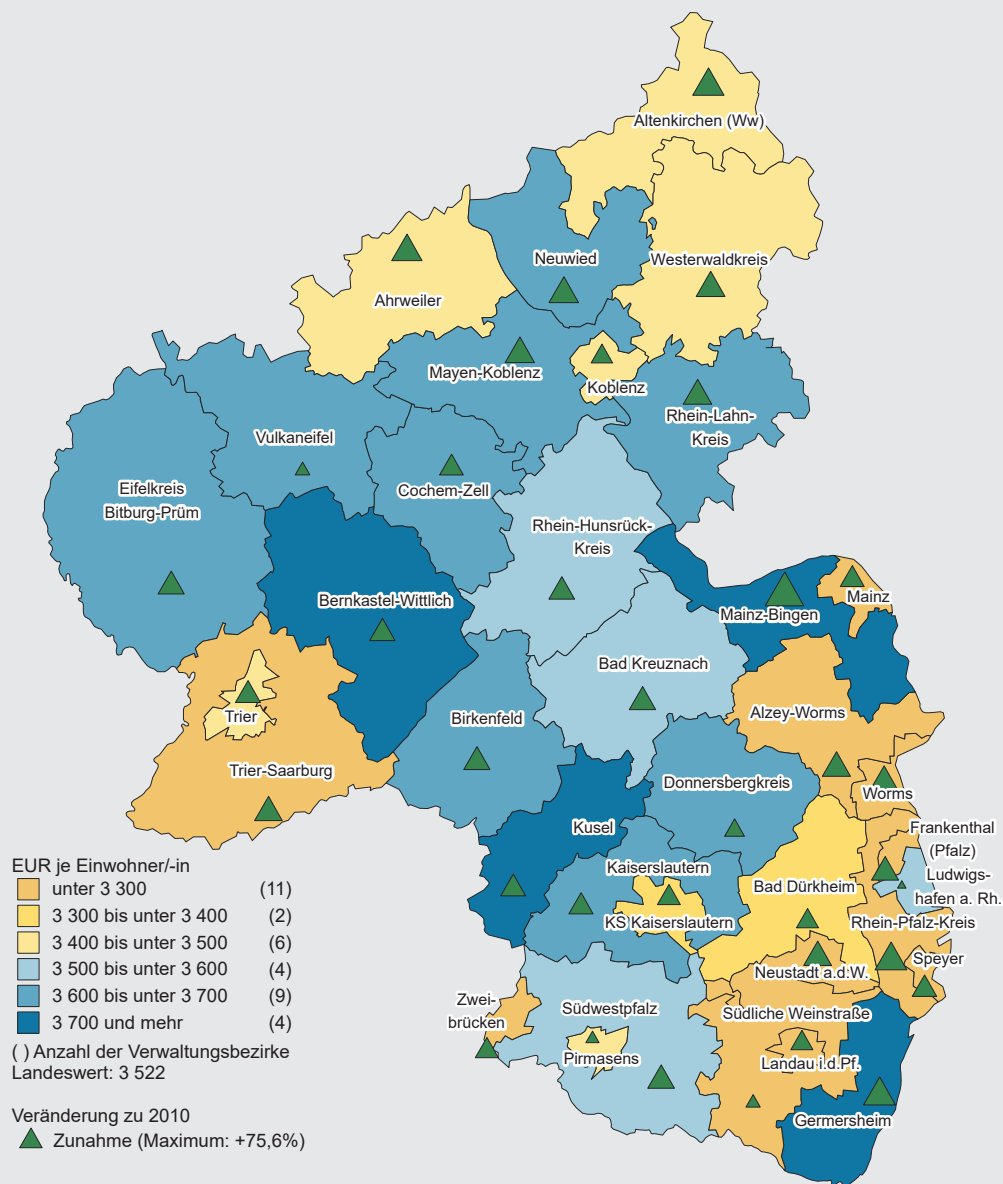 Altenkirchen (Ww)
Neuwied
Westerwaldkreis
Ahrweiler
Mayen-Koblenz
Koblenz
Rhein-Lahn-
Kreis
Vulkaneifel
Cochem-Zell
Eifelkreis
Bitburg-Prüm
Rhein-Hunsrück-
Kreis
Bernkastel-Wittlich
Mainz-Bingen
Mainz
Bad Kreuznach
Trier
Birkenfeld
Alzey-Worms
Trier-Saarburg
Donnersbergkreis
Worms
Kusel
Frankenthal
(Pfalz)
Ludwigs-
hafen a. Rh.
Kaiserslautern
Bad Dürkheim
KS Kaiserslautern
Rhein-Pfalz-Kreis
Speyer
Neustadt a.d.W.
Zwei-
brücken
Südwestpfalz
Südliche Weinstraße
Pirmasens
Landau i.d.Pf.
Germersheim
EUR je Einwohner/-in
unter 3 300 (11)
3 300 bis unter 3 400 (2)
3 400 bis unter 3 500 (6)
3 500 bis unter 3 600 (4)
3 600 bis unter 3 700 (9)
3 700 und mehr (4)
( ) Anzahl der Verwaltungsbezirke
Landeswert: 3 522
Veränderung zu 2010
Zunahme (Maximum: +75,6%)